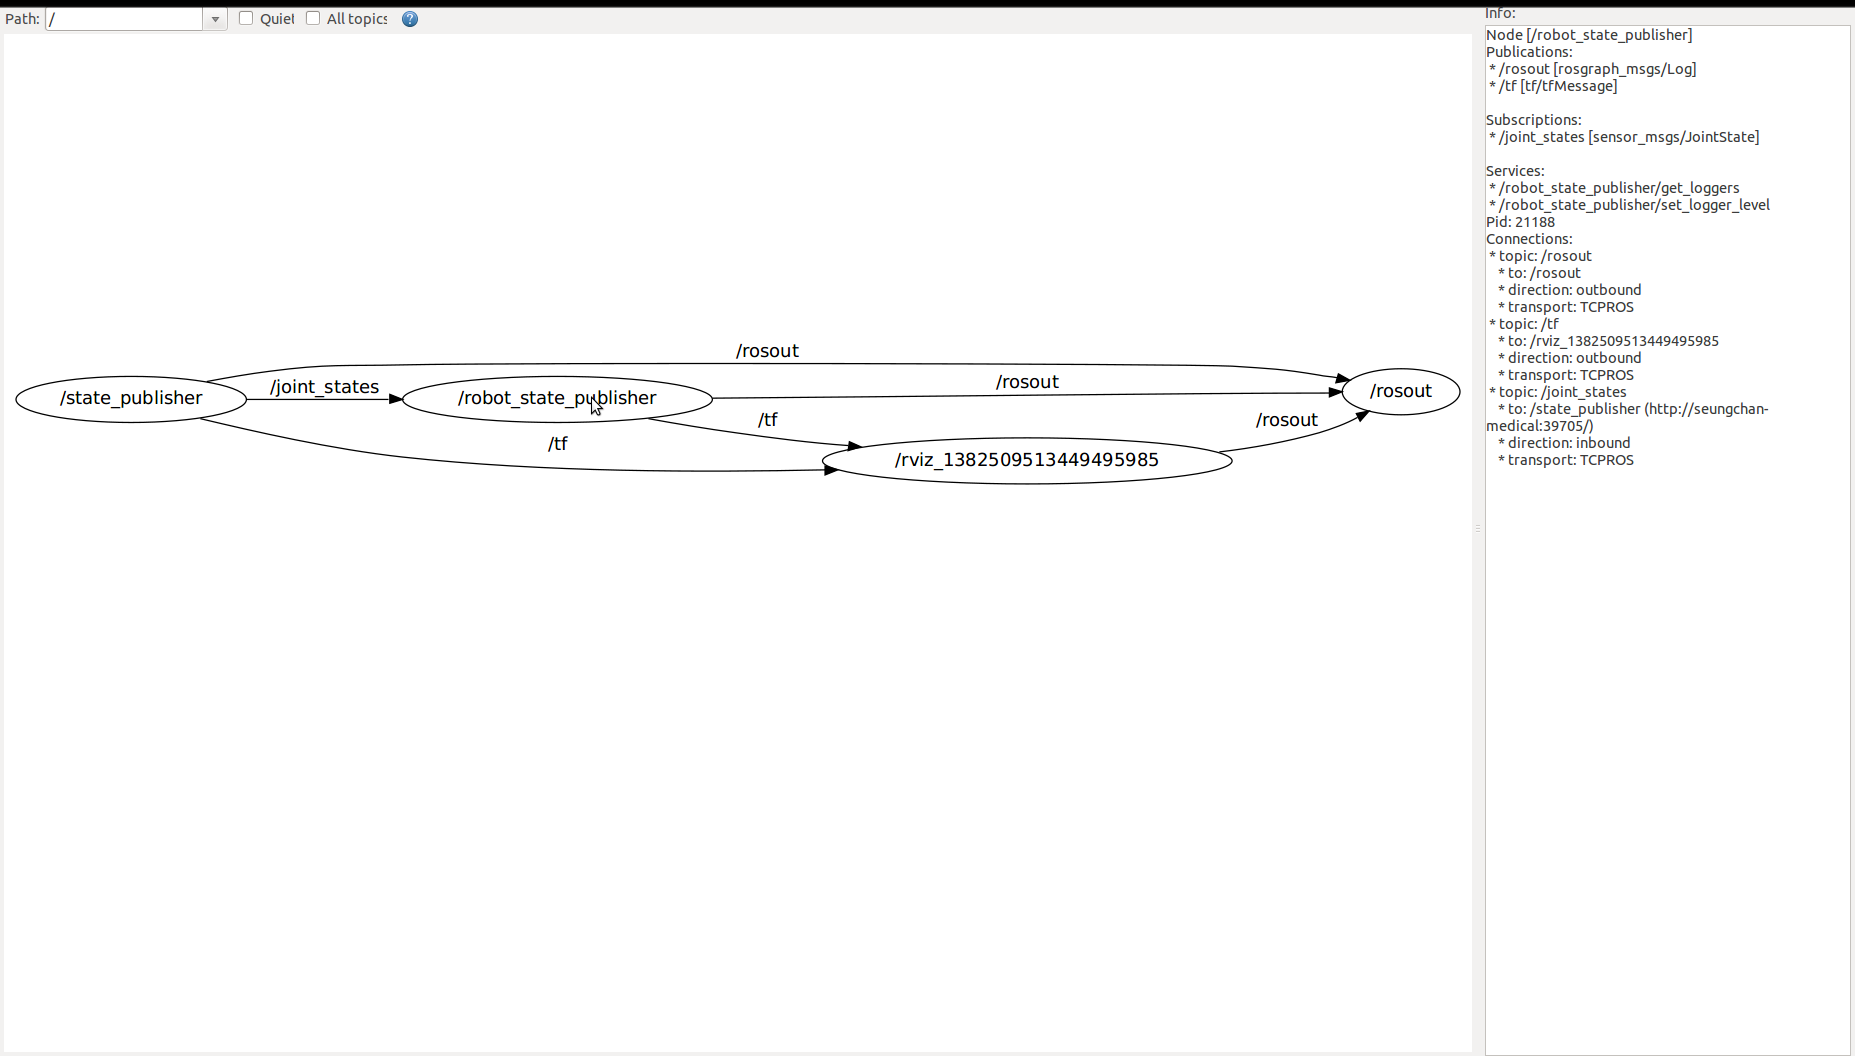 Path: / Quiet All topics ?
/rosout
/joint_states
/rosout
/state_publisher
/robot_state_publisher
/rosout
/tf
/rosout
/tf
/rviz_1382509513449495985
Info:
Node [/robot_state_publisher]
Publications:
* /rosout [rosgraph_msgs/Log]
* /tf [tf/tfMessage]
Subscriptions:
* /joint_states [sensor_msgs/JointState]
Services:
* /robot_state_publisher/get_loggers
* /robot_state_publisher/set_logger_level
Pid: 21188
Connections:
* topic: /rosout
* to: /rosout
* direction: outbound
* transport: TCPROS
* topic: /tf
* to: /rviz_1382509513449495985
* direction: outbound
* transport: TCPROS
* topic: /joint_states
* to: /state_publisher (http://seungchan-
medical:39705/)
* direction: inbound
* transport: TCPROS